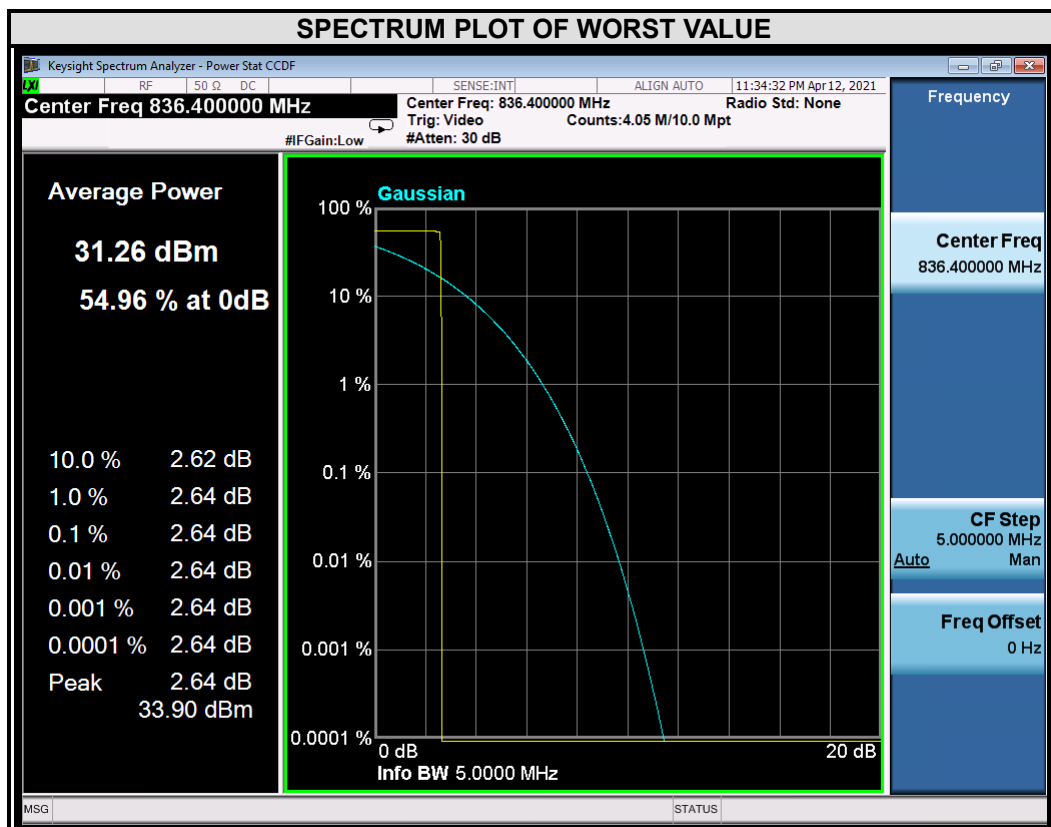 SPECTRUM PLOT OF WORST VALUE
Keysight Spectrum Analyzer - Power Stat CCDF
LXI RF 50 Ω DC SENSE:INT ALIGN AUTO 11:34:32 PM Apr 12, 2021
Center Freq 836.400000 MHz
Center Freq: 836.400000 MHz Radio Std: None
Trig: Video Counts:4.05 M/10.0 Mpt
#IFGain:Low #Atten: 30 dB
Frequency
Average Power
31.26 dBm
54.96 % at 0dB
10.0 % 2.62 dB
1.0 % 2.64 dB
0.1 % 2.64 dB
0.01 % 2.64 dB
0.001 % 2.64 dB
0.0001 % 2.64 dB
Peak 2.64 dB
33.90 dBm
Gaussian
100 %
10 %
1 %
0.1 %
0.01 %
0.001 %
0.0001 %
0 dB 20 dB
Info BW 5.0000 MHz
Center Freq
836.400000 MHz
CF Step
5.000000 MHz
Auto Man
Freq Offset
0 Hz
MSG STATUS